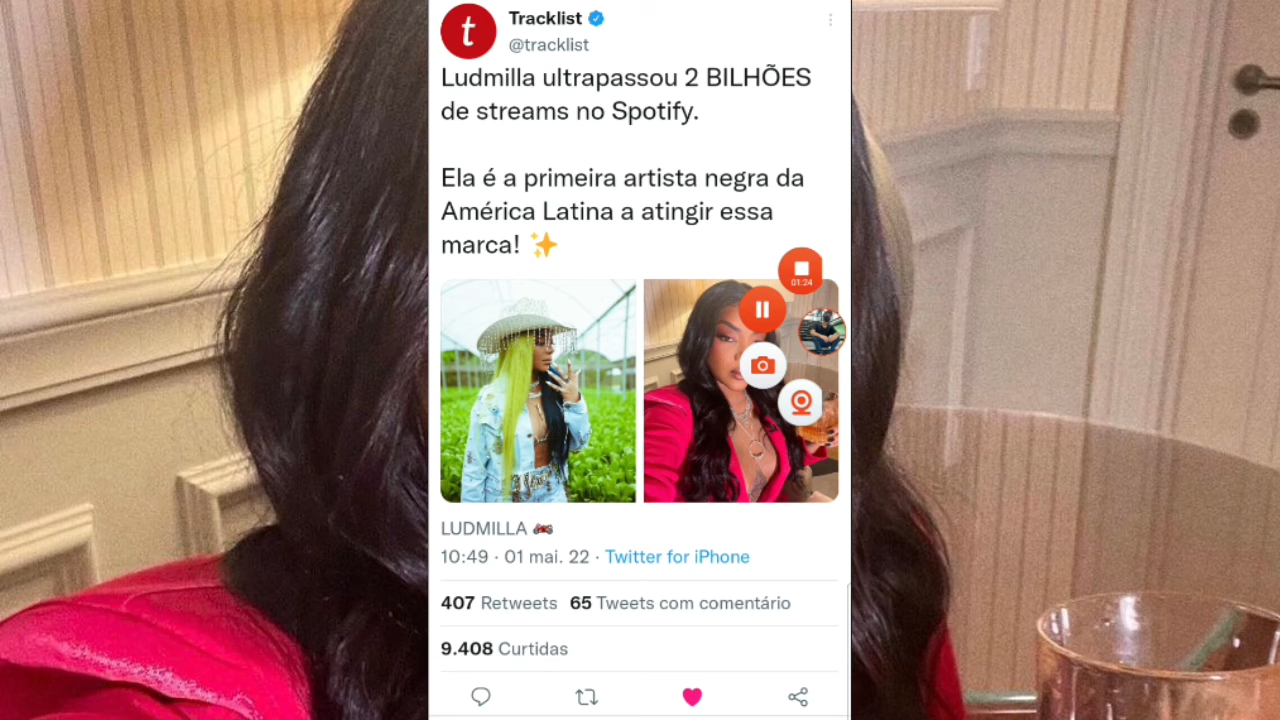 t
Tracklist
@tracklist
Ludmilla ultrapassou 2 BILHÕES
de streams no Spotify.
Ela é a primeira artista negra da
América Latina a atingir essa
marca! ✨
01:24
LUDMILLA 🏍️
10:49 · 01 mai. 22 · Twitter for iPhone
407 Retweets 65 Tweets com comentário
9.408 Curtidas